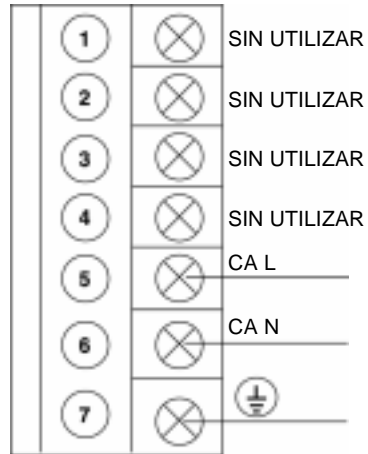 1 SIN UTILIZAR
2 SIN UTILIZAR
3 SIN UTILIZAR
4 SIN UTILIZAR
5 CA L
6 CA N
7